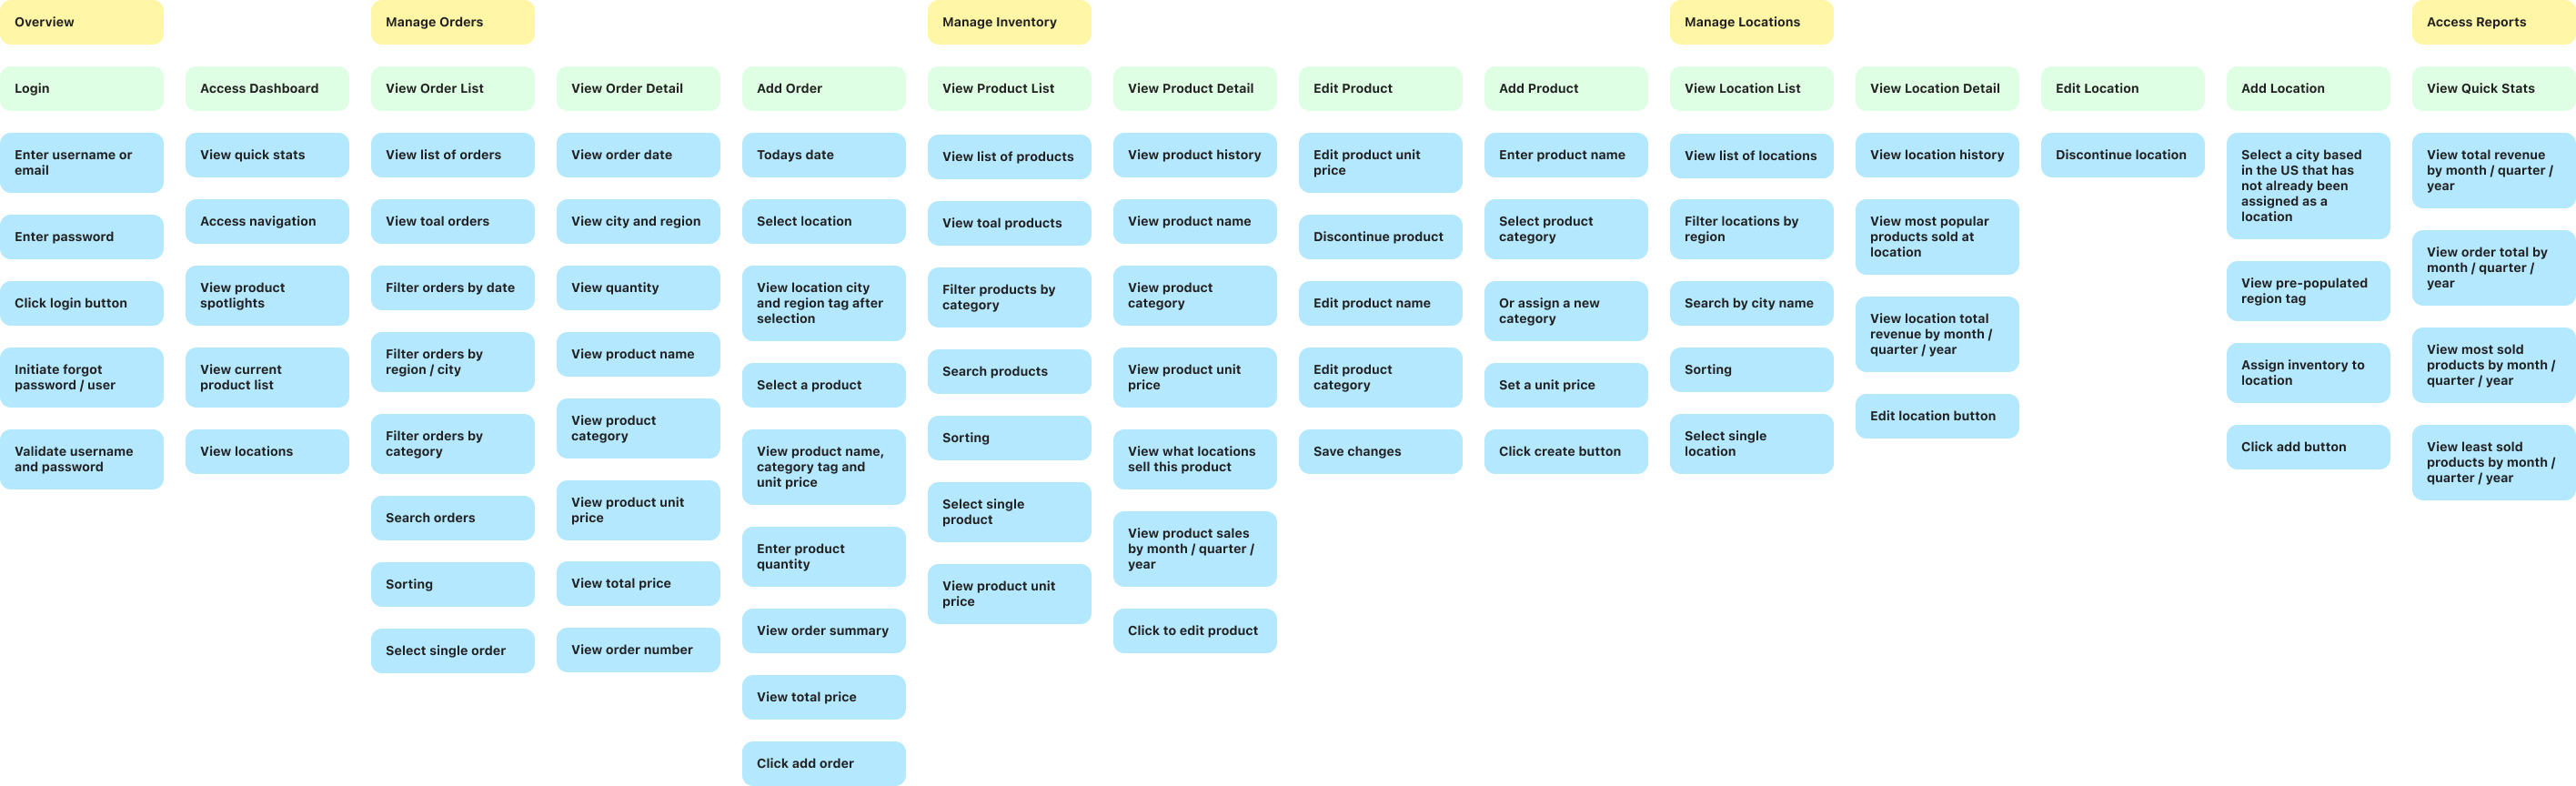 Overview
Manage Orders
Manage Inventory
Manage Locations
Access Reports
Login
Access Dashboard
View Order List
View Order Detail
Add Order
View Product List
View Product Detail
Edit Product
Add Product
View Location List
View Location Detail
Edit Location
Add Location
View Quick Stats
Enter username or
email
Enter password
Click login button
Initiate forgot
password / user
Validate username
and password
View quick stats
Access navigation
View product
spotlights
View current
product list
View locations
View list of orders
View toal orders
Filter orders by date
Filter orders by
region / city
Filter orders by
category
Search orders
Sorting
Select single order
View order date
View city and region
View quantity
View product name
View product
category
View product unit
price
View total price
View order number
Todays date
Select location
View location city
and region tag after
selection
Select a product
View product name,
category tag and
unit price
Enter product
quantity
View order summary
View total price
Click add order
View list of products
View toal products
Filter products by
category
Search products
Sorting
Select single
product
View product unit
price
View product history
View product name
View product
category
View product unit
price
View what locations
sell this product
View product sales
by month / quarter /
year
Click to edit product
Edit product unit
price
Discontinue product
Edit product name
Edit product
category
Save changes
Enter product name
Select product
category
Or assign a new
category
Set a unit price
Click create button
View list of locations
Filter locations by
region
Search by city name
Sorting
Select single
location
View location history
View most popular
products sold at
location
View location total
revenue by month /
quarter / year
Edit location button
Discontinue location
Select a city based
in the US that has
not already been
assigned as a
location
View pre-populated
region tag
Assign inventory to
location
Click add button
View total revenue
by month / quarter /
year
View order total by
month / quarter /
year
View most sold
products by month /
quarter / year
View least sold
products by month /
quarter / year